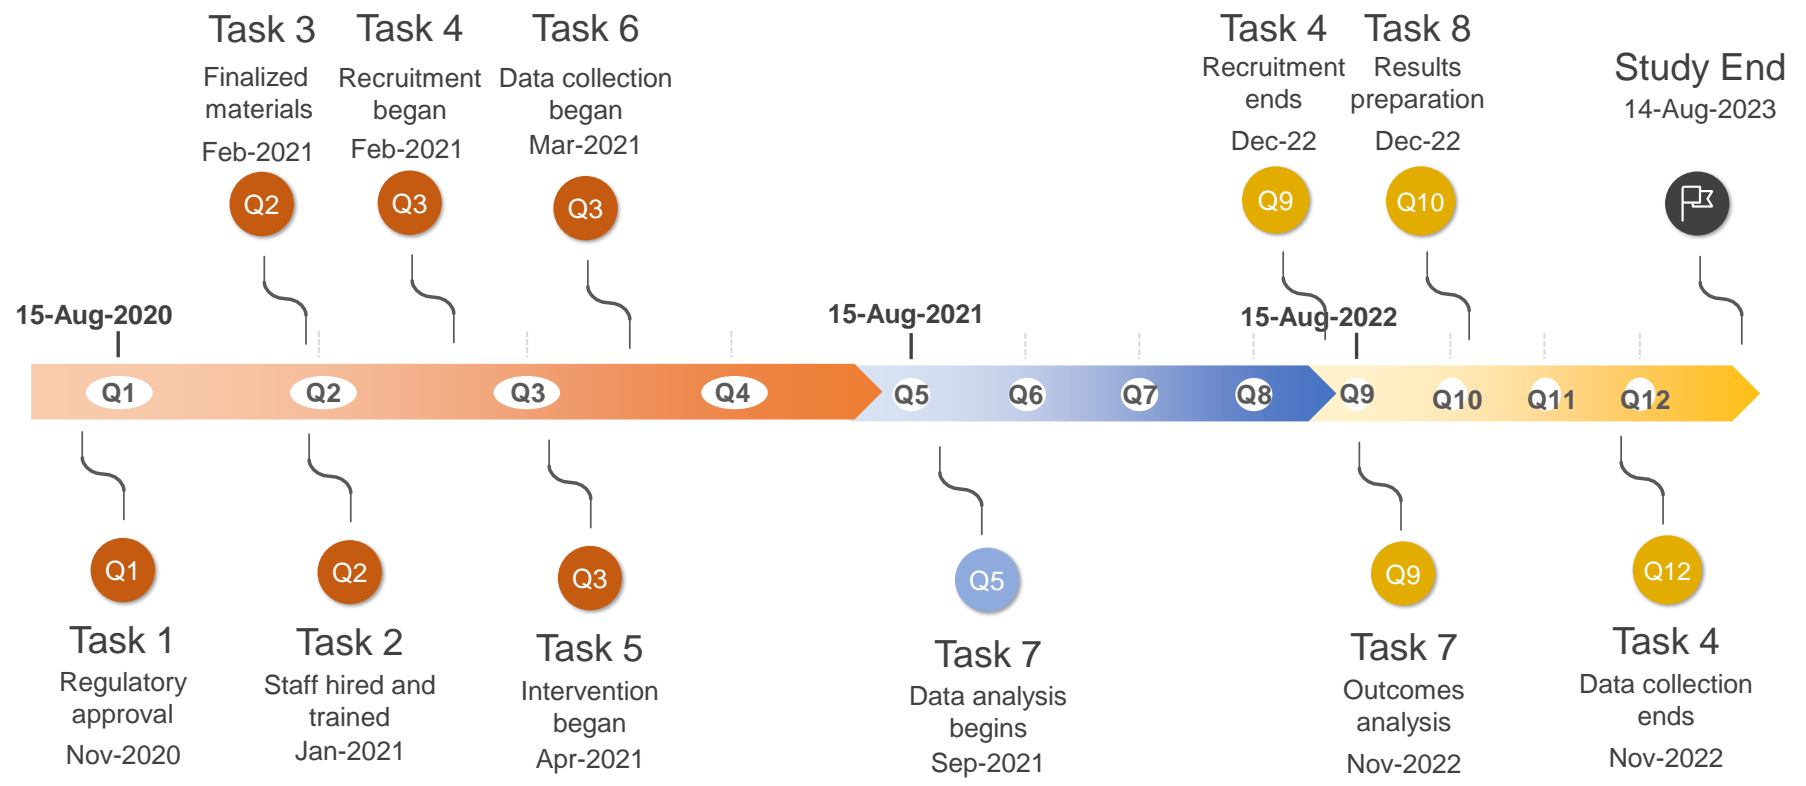 Task 3
Finalized
materials
Feb-2021
Q2
Task 4
Recruitment
began
Feb-2021
Q3
Task 6
Data collection
began
Mar-2021
Q3
Task 4
Recruitment
ends
Dec-22
Q9
Task 8
Results
preparation
Dec-22
Q10
Study End
14-Aug-2023
15-Aug-2020
15-Aug-2021
15-Aug-2022
Q1
Q2
Q3
Q4
Q5
Q6
Q7
Q8
Q9
Q10
Q11
Q12
Q1
Task 1
Regulatory
approval
Nov-2020
Q2
Task 2
Staff hired and
trained
Jan-2021
Q3
Task 5
Intervention
began
Apr-2021
Q5
Task 7
Data analysis
begins
Sep-2021
Q9
Task 7
Outcomes
analysis
Nov-2022
Q12
Task 4
Data collection
ends
Nov-2022